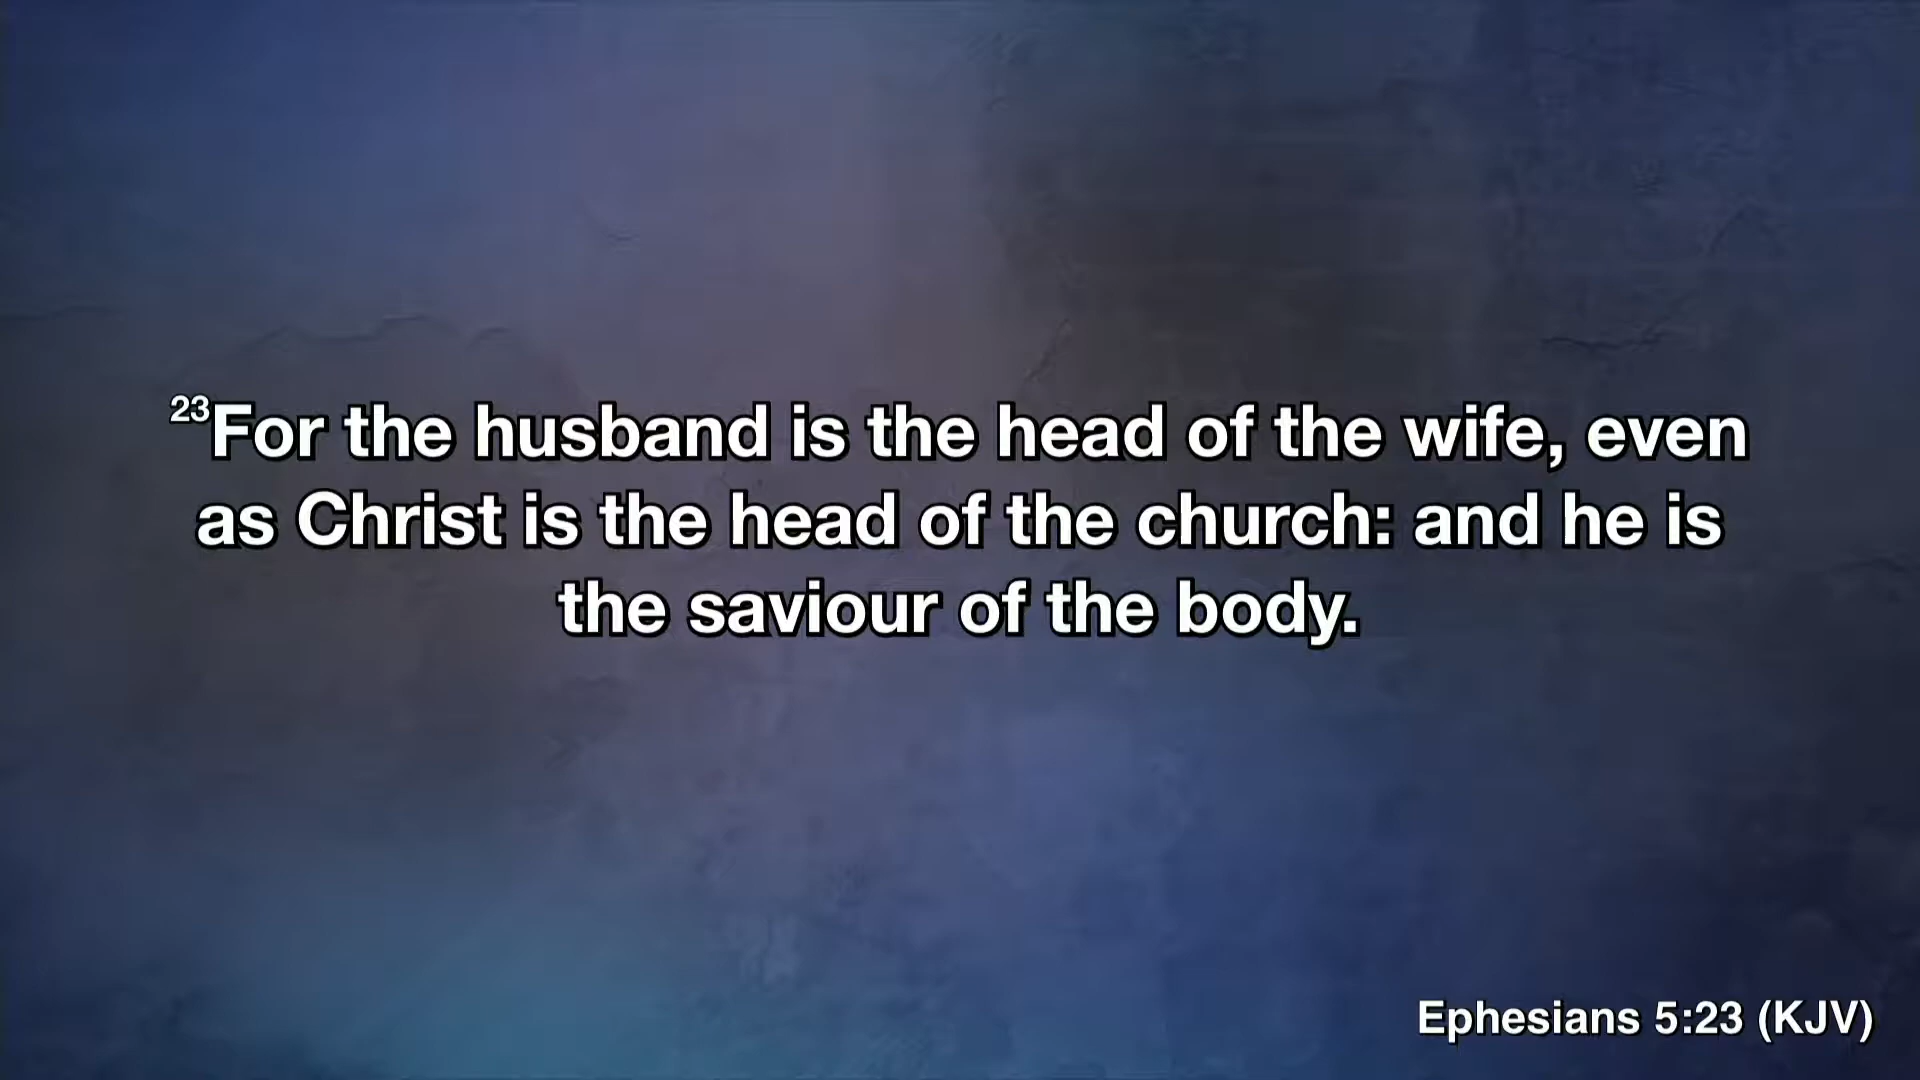 23For the husband is the head of the wife, even
as Christ is the head of the church: and he is
the saviour of the body.
Ephesians 5:23 (KJV)